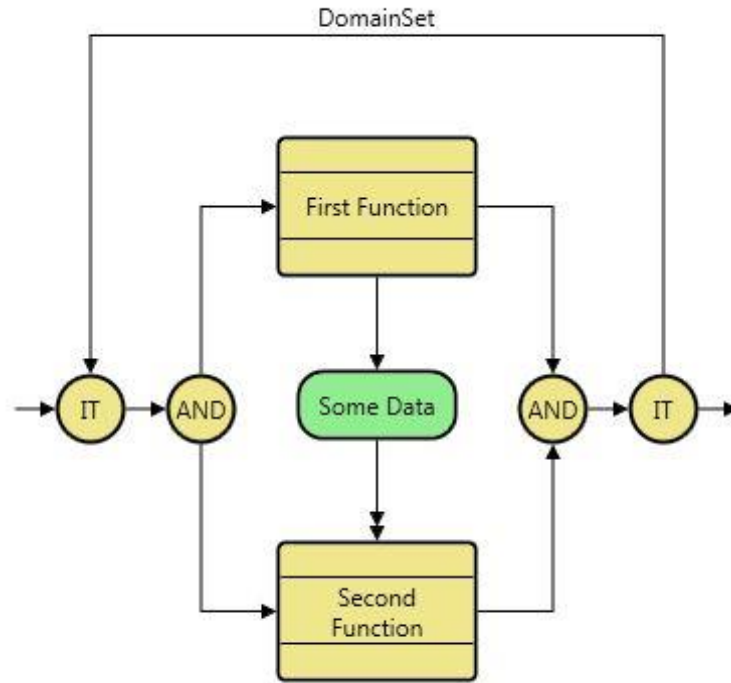 DomainSet
First Function
IT
AND
Some Data
AND
IT
Second
Function